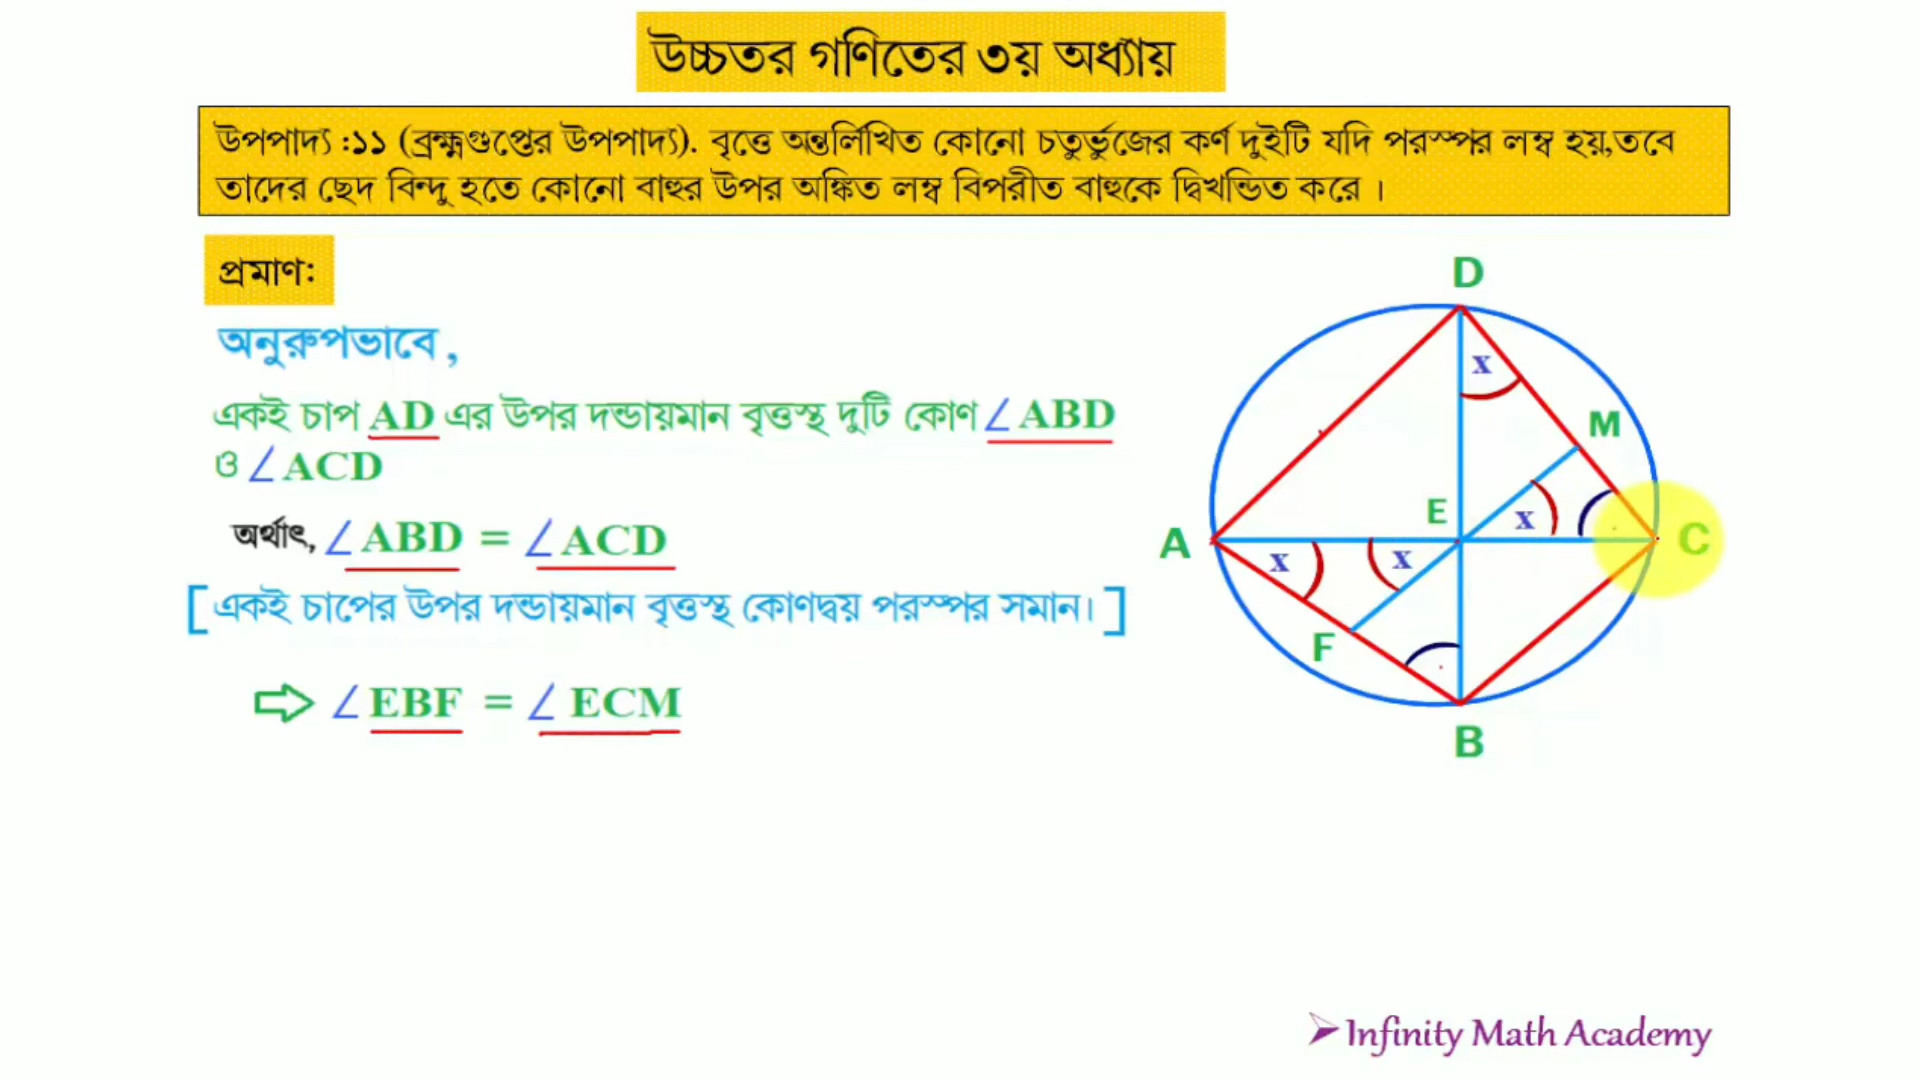 উচ্চতর গণিতের ৩য় অধ্যায়
উপপাদ্য :১১ (ব্রহ্মগুপ্তের উপপাদ্য). বৃত্তে অন্তর্লিখিত কোনো চতুর্ভুজের কর্ণ দুইটি যদি পরস্পর লম্ব হয়,তবে
তাদের ছেদ বিন্দু হতে কোনো বাহুর উপর অঙ্কিত লম্ব বিপরীত বাহুকে দ্বিখন্ডিত করে ।
প্রমাণ:
অনুরুপভাবে ,
একই চাপ AD এর উপর দন্ডায়মান বৃত্তস্থ দুটি কোণ ∠ABD
ও ∠ACD
অর্থাৎ, ∠ABD = ∠ACD
[একই চাপের উপর দন্ডায়মান বৃত্তস্থ কোণদ্বয় পরস্পর সমান।]
⇨ ∠EBF = ∠ECM
D
x
M
E
x
A
C
x
x
F
B
➢Infinity Math Academy